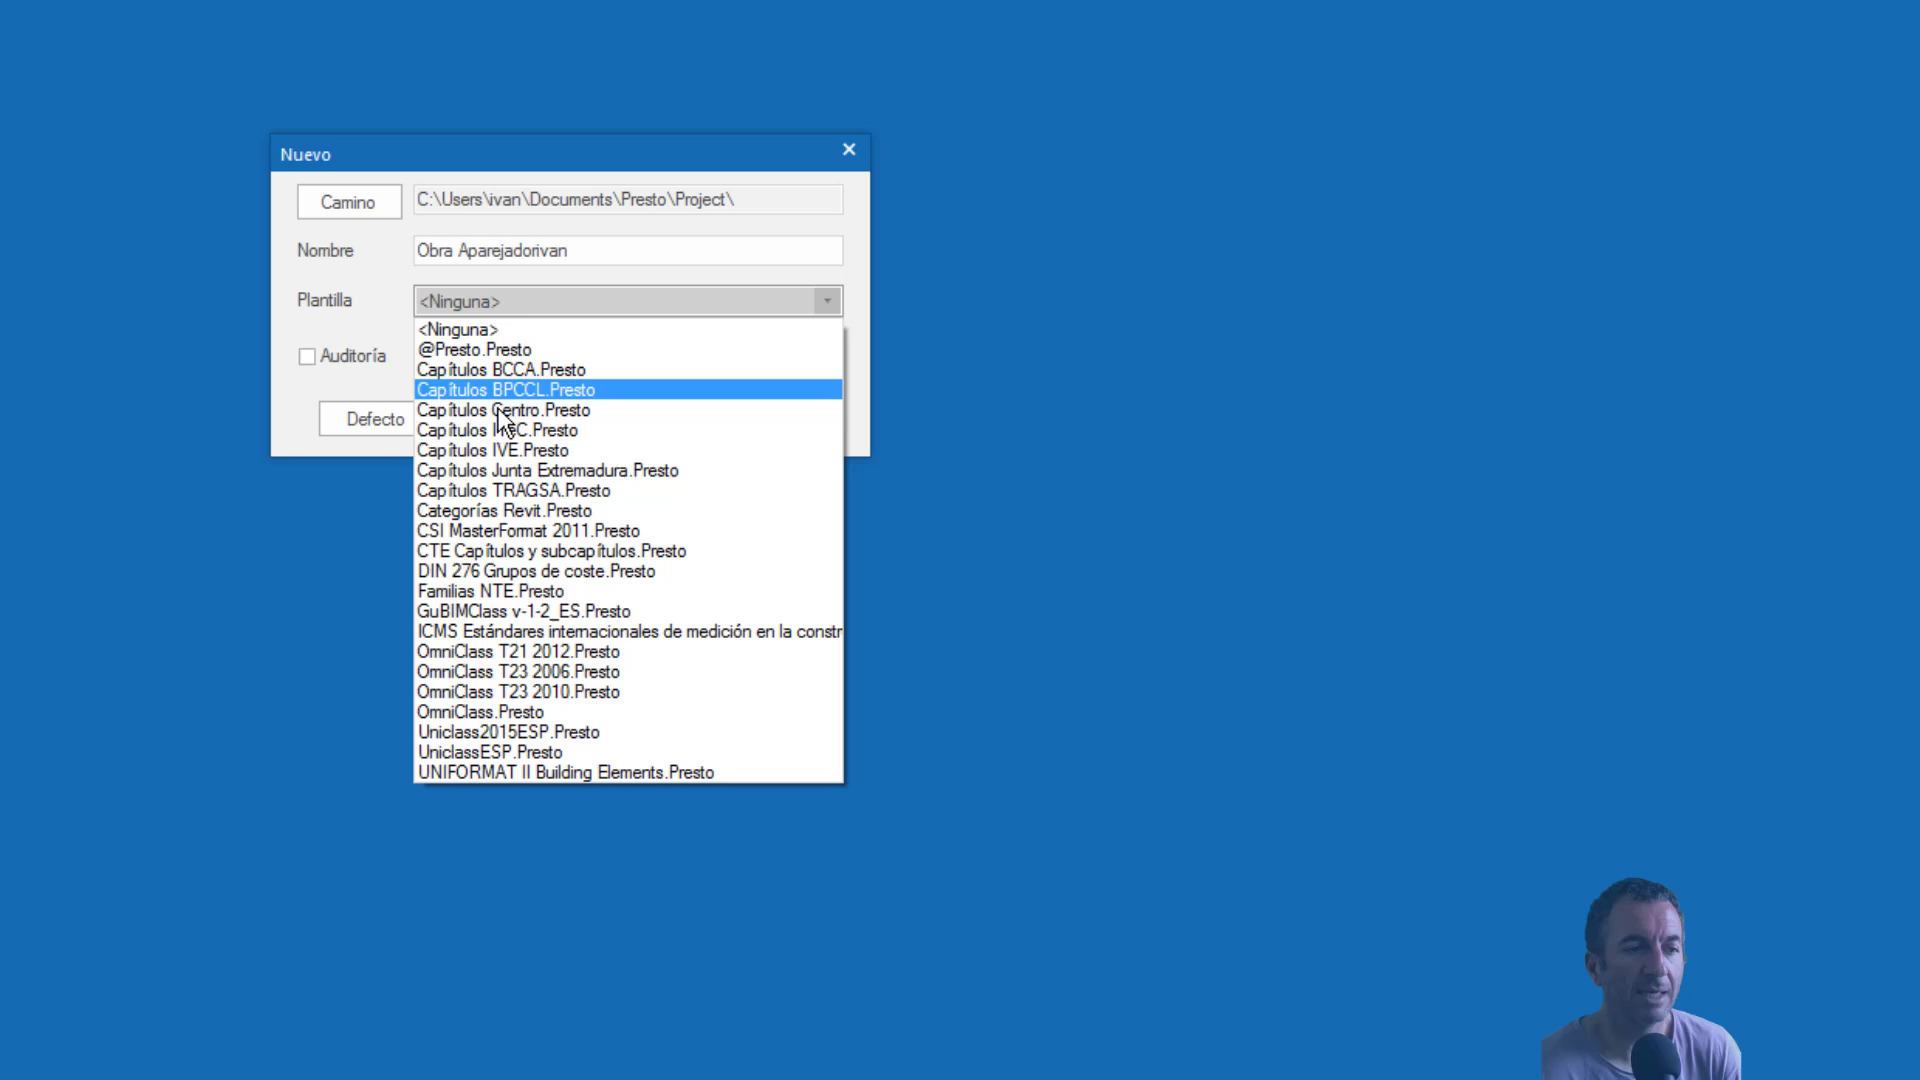 Nuevo
Camino
C:\Users\ivan\Documents\Presto\Project\
Nombre
Obra Aparejadorivan
Plantilla
<Ninguna>
<Ninguna>
@Presto.Presto
Capítulos BCCA.Presto
Capítulos BPCCL.Presto
Capítulos Centro.Presto
Capítulos ITeC.Presto
Capítulos IVE.Presto
Capítulos Junta Extremadura.Presto
Capítulos TRAGSA.Presto
Categorías Revit.Presto
CSI MasterFormat 2011.Presto
CTE Capítulos y subcapítulos.Presto
DIN 276 Grupos de coste.Presto
Familias NTE.Presto
GuBIMClass v-1-2_ES.Presto
ICMS Estándares internacionales de medición en la constr
OmniClass T21 2012.Presto
OmniClass T23 2006.Presto
OmniClass T23 2010.Presto
OmniClass.Presto
Uniclass2015ESP.Presto
UniclassESP.Presto
UNIFORMAT II Building Elements.Presto
Auditoría
Defecto